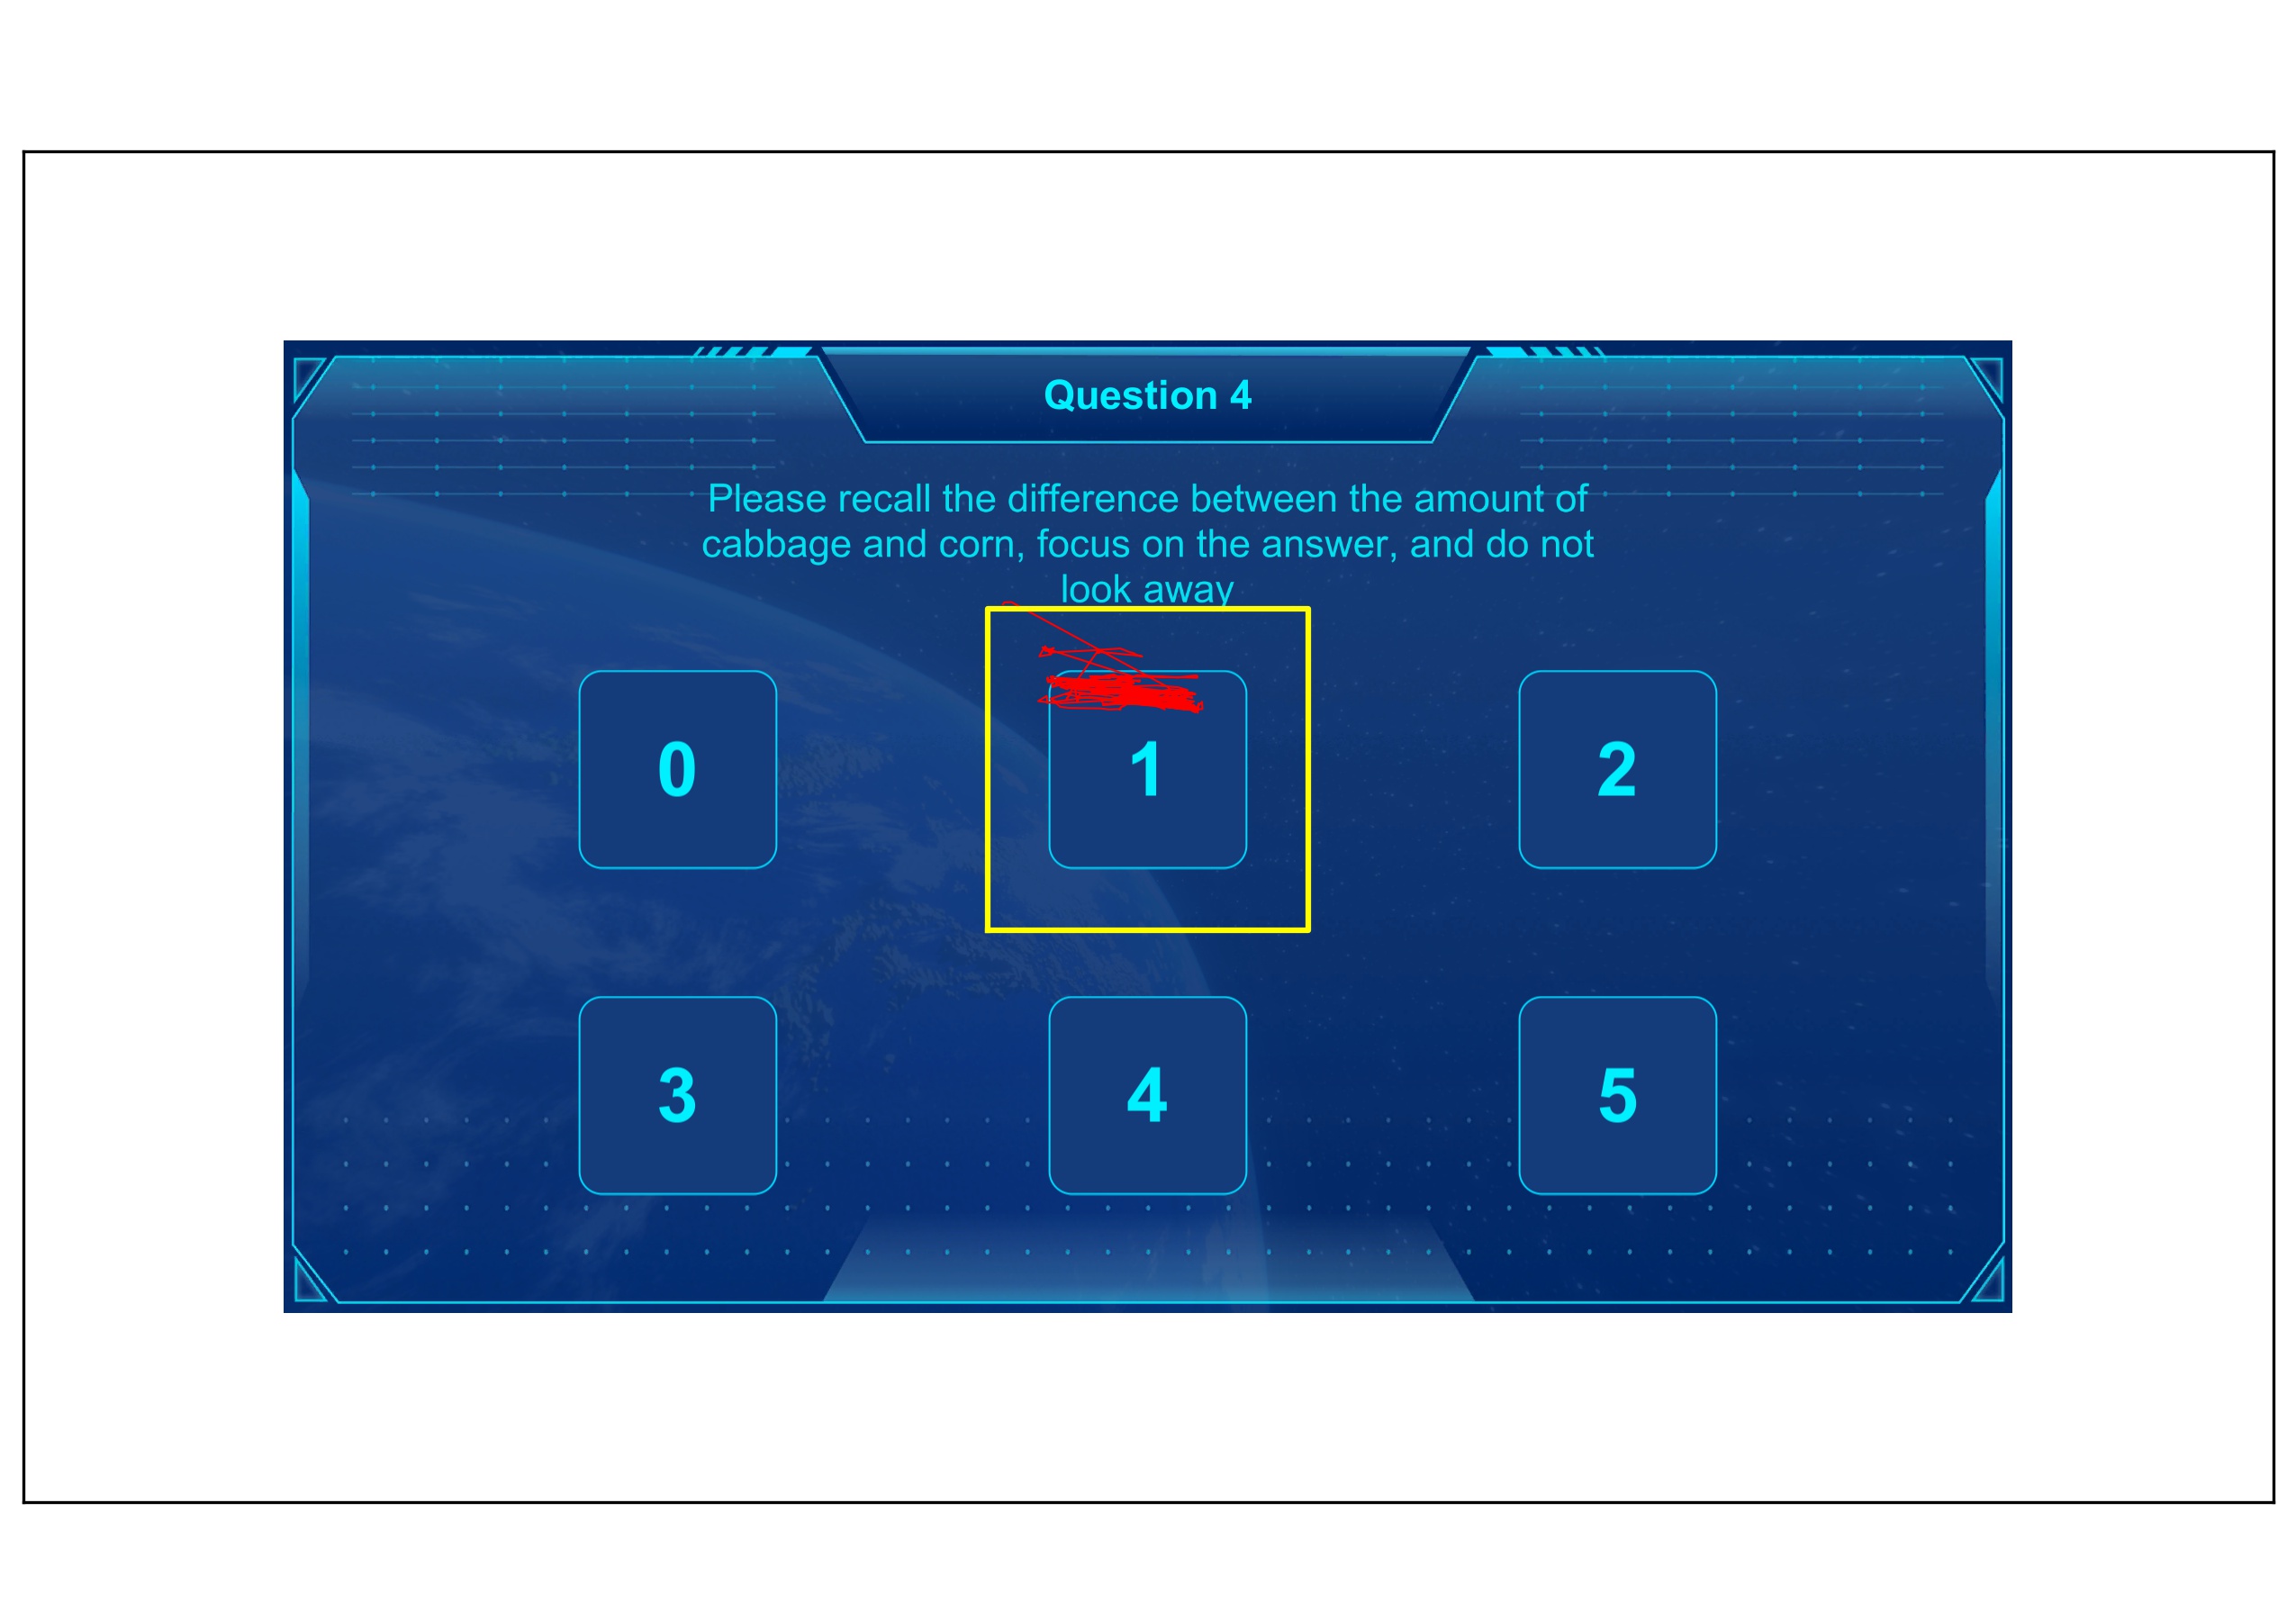 Question 4
Please recall the difference between the amount of
cabbage and corn, focus on the answer, and do not
look away
0
1
2
3
4
5